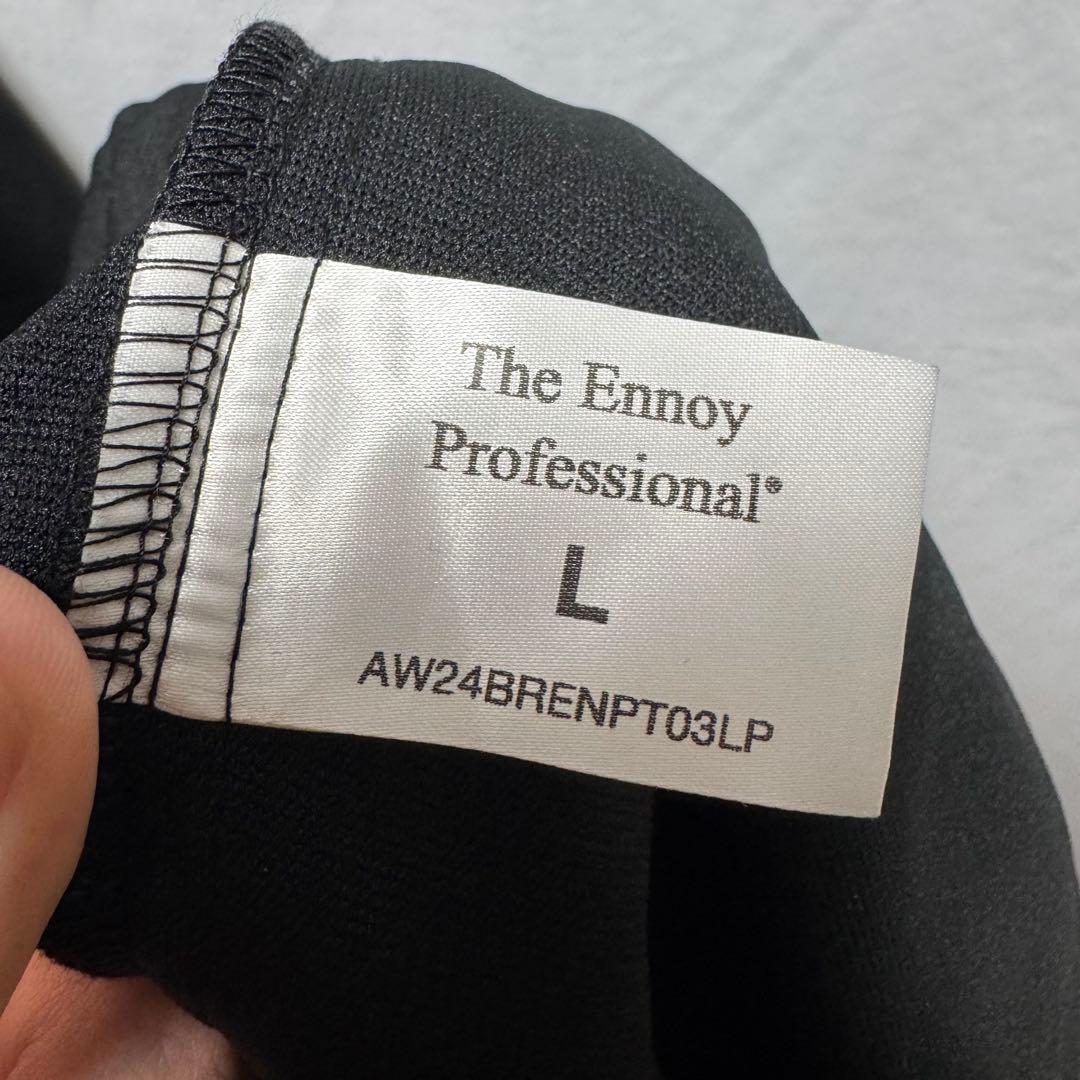 The Ennoy
Professional®
L
AW24BRENPT03LP